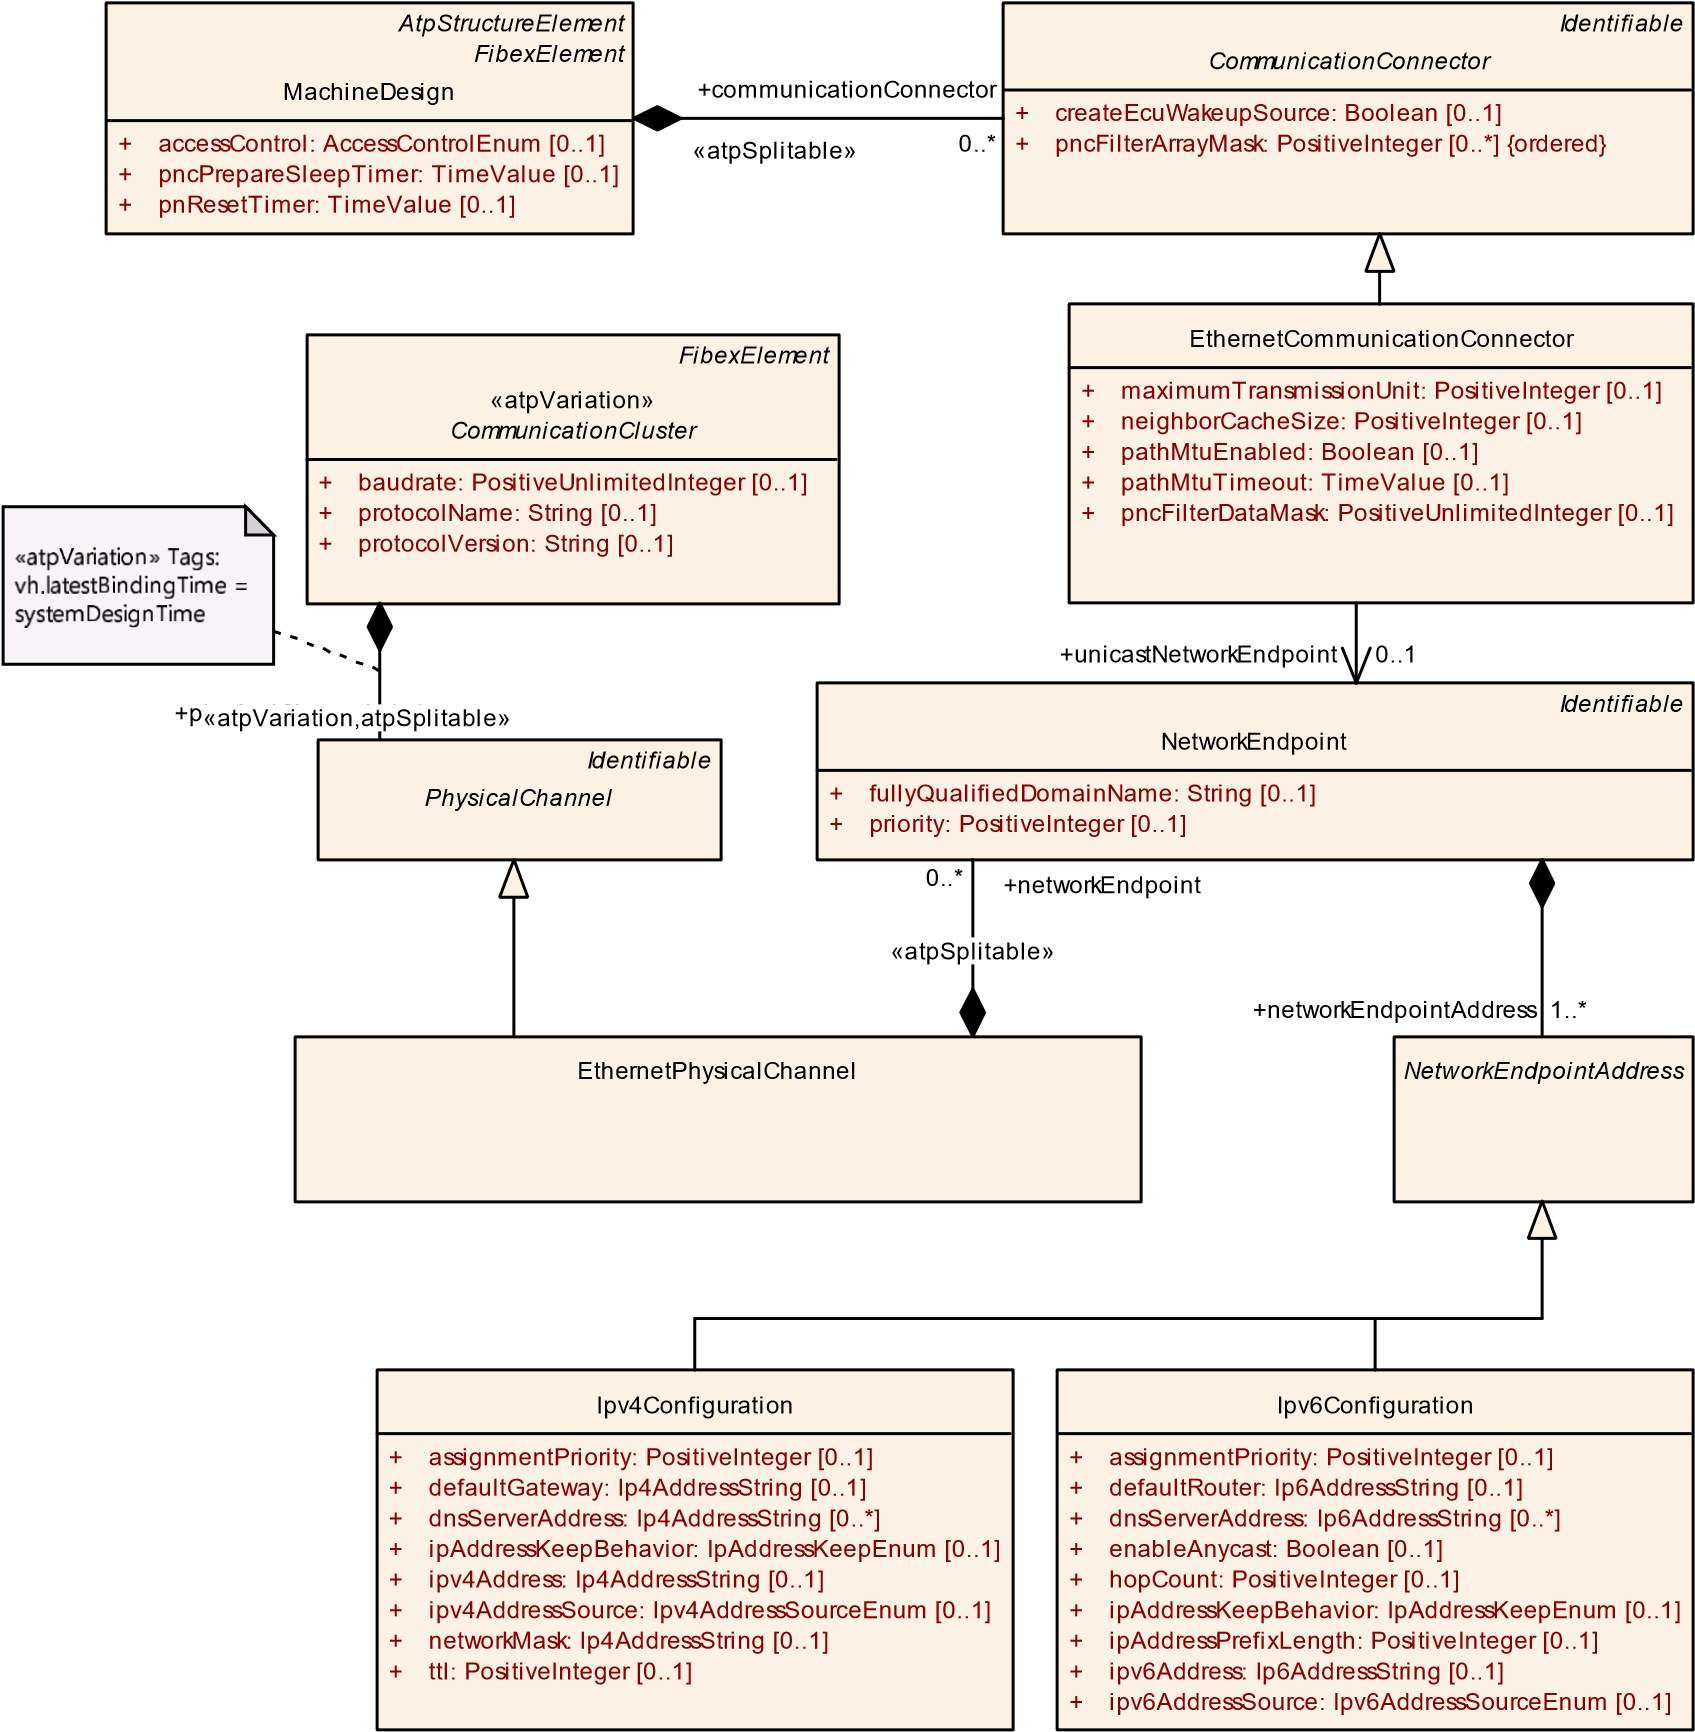 AtpStructureElement
FibexElement
MachineDesign
+ accessControl: AccessControlEnum [0..1]
+ pncPrepareSleepTimer: TimeValue [0..1]
+ pnResetTimer: TimeValue [0..1]
+communicationConnector
«atpSplitable»
0..*
Identifiable
CommunicationConnector
+ createEcuWakeupSource: Boolean [0..1]
+ pncFilterArrayMask: PositiveInteger [0..*] {ordered}
EthernetCommunicationConnector
+ maximumTransmissionUnit: PositiveInteger [0..1]
+ neighborCacheSize: PositiveInteger [0..1]
+ pathMtuEnabled: Boolean [0..1]
+ pathMtuTimeout: TimeValue [0..1]
+ pncFilterDataMask: PositiveUnlimitedInteger [0..1]
FibexElement
«atpVariation»
CommunicationCluster
+ baudrate: PositiveUnlimitedInteger [0..1]
+ protocolName: String [0..1]
+ protocolVersion: String [0..1]
«atpVariation» Tags:
vh.latestBindingTime =
systemDesignTime
«atpVariation,atpSplitable»
Identifiable
PhysicalChannel
+unicastNetworkEndpoint
0..1
Identifiable
NetworkEndpoint
+ fullyQualifiedDomainName: String [0..1]
+ priority: PositiveInteger [0..1]
0..*
+networkEndpoint
«atpSplitable»
+networkEndpointAddress
1..*
EthernetPhysicalChannel
NetworkEndpointAddress
Ipv4Configuration
+ assignmentPriority: PositiveInteger [0..1]
+ defaultGateway: Ip4AddressString [0..1]
+ dnsServerAddress: Ip4AddressString [0..*]
+ ipAddressKeepBehavior: IpAddressKeepEnum [0..1]
+ ipv4Address: Ip4AddressString [0..1]
+ ipv4AddressSource: Ipv4AddressSourceEnum [0..1]
+ networkMask: Ip4AddressString [0..1]
+ ttl: PositiveInteger [0..1]
Ipv6Configuration
+ assignmentPriority: PositiveInteger [0..1]
+ defaultRouter: Ip6AddressString [0..1]
+ dnsServerAddress: Ip6AddressString [0..*]
+ enableAnycast: Boolean [0..1]
+ hopCount: PositiveInteger [0..1]
+ ipAddressKeepBehavior: IpAddressKeepEnum [0..1]
+ ipAddressPrefixLength: PositiveInteger [0..1]
+ ipv6Address: Ip6AddressString [0..1]
+ ipv6AddressSource: Ipv6AddressSourceEnum [0..1]